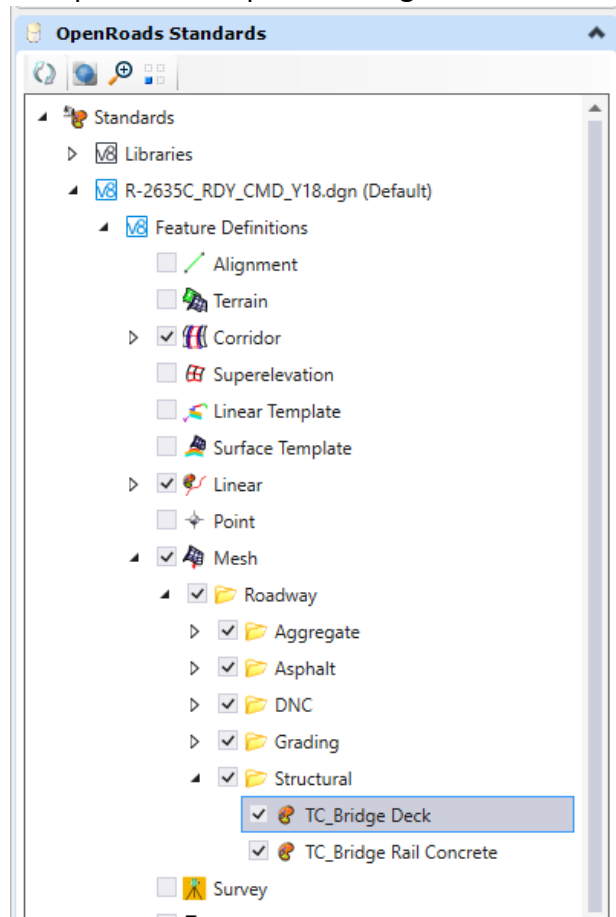 OpenRoads Standards
Standards
Libraries
R-2635C_RDY_CMD_Y18.dgn (Default)
Feature Definitions
Alignment
Terrain
Corridor
Superelevation
Linear Template
Surface Template
Linear
Point
Mesh
Roadway
Aggregate
Asphalt
DNC
Grading
Structural
TC_Bridge Deck
TC_Bridge Rail Concrete
Survey